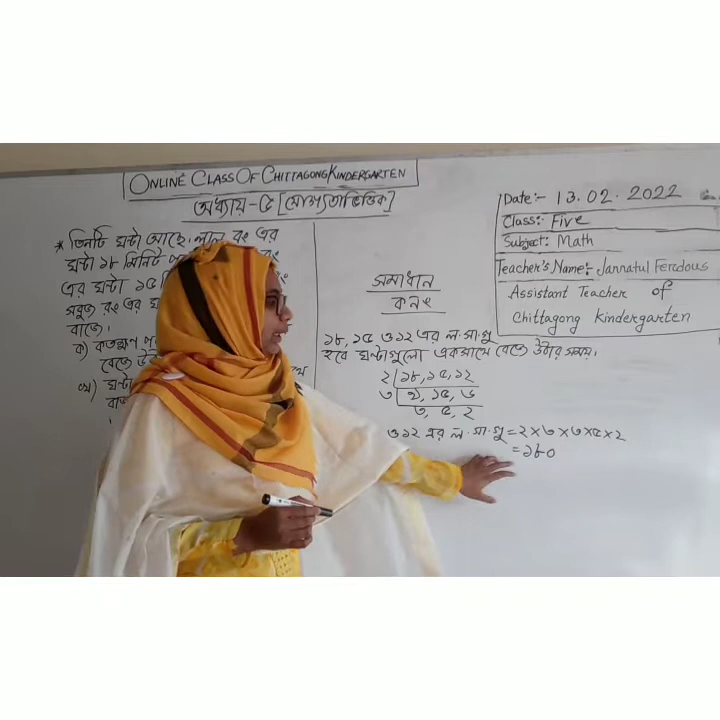 ONLINE CLASS OF CHITTAGONG KINDERGARTEN
অধ্যায়-৫ [যোগ্যতাভিত্তিক]
Date:- 13.02.2022
Class:- Five
Subject: Math
Teacher's Name:- Jannatul Ferdous
Assistant Teacher of
Chittagong Kindergarten
* তিনটি ঘন্টা আছে। লাল রং এর
ঘন্টা ১৮ মিনিট
এর ঘন্টা ১৫
সবুজ রং এর
বাজে।
ক) কতক্ষণ
বেজে
খ) ঘন্টা
সমাধান
ক নং
১৮, ১৫, ও ১২ এর ল.সা.গু
হবে ঘন্টাগুলো একসাথে বেজে উঠার সময়।
২ | ১৮, ১৫, ১২
৩ | ৯, ১৫, ৬
৩, ৫, ২
ও ১২ এর ল.সা.গু = ২×৩×৩×৫×২
= ১৮০